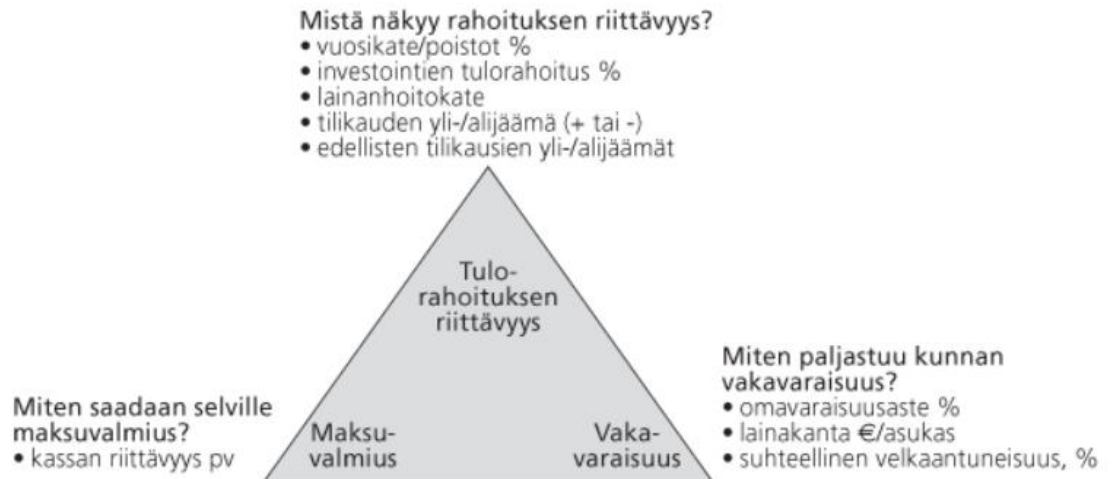 Mistä näkyy rahoituksen riittävyys?
• vuosikate/poistot %
• investointien tulorahoitus %
• lainanhoitokate
• tilikauden yli-/alijäämä (+ tai -)
• edellisten tilikausien yli-/alijäämät
Tulo-
rahoituksen
riittävyys
Miten saadaan selville
maksuvalmius?
• kassan riittävyys pv
Maksu-
valmius
Vaka-
varaisuus
Miten paljastuu kunnan
vakavaraisuus?
• omavaraisuusaste %
• lainakanta €/asukas
• suhteellinen velkaantuneisuus, %